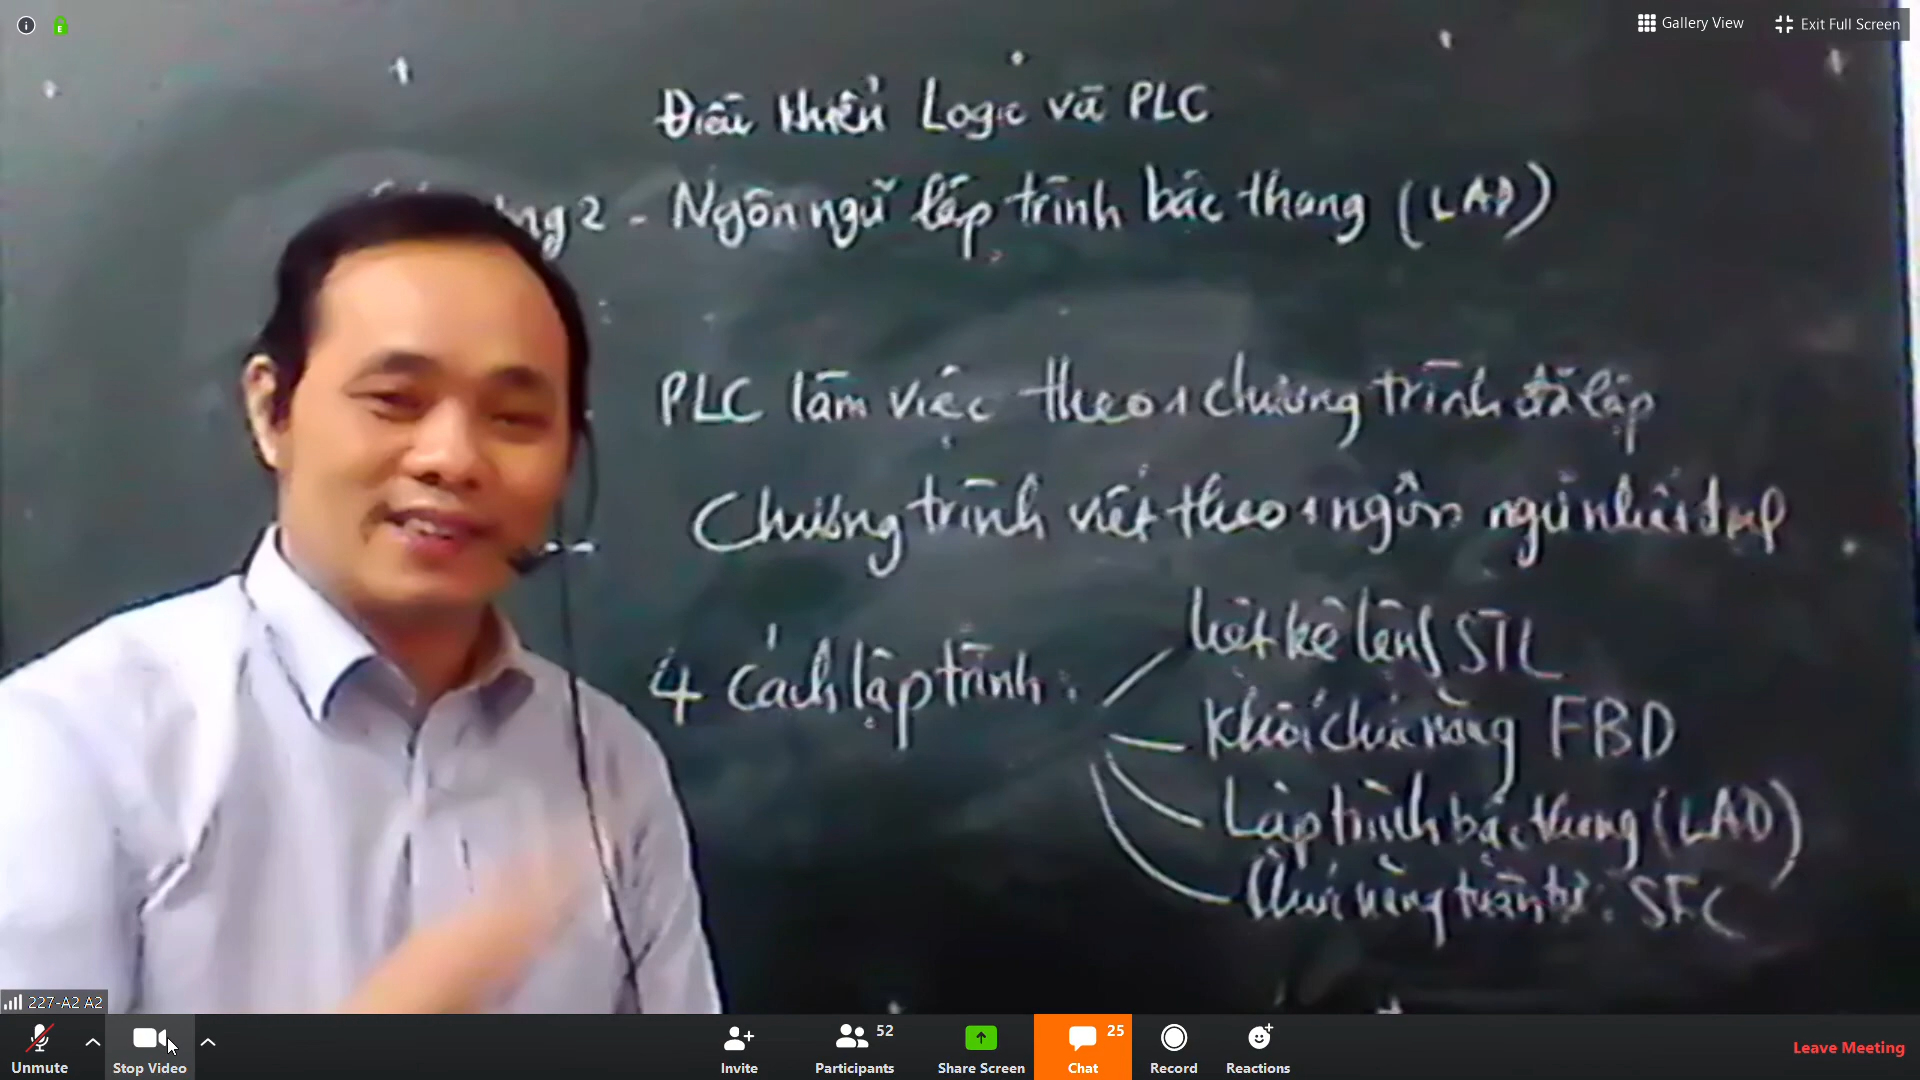 Gallery View
Exit Full Screen
Điều khiển Logic và PLC
ng 2 - Ngôn ngữ lập trình bậc thang (LAD)
PLC làm việc theo 1 chương trình đã lập
Chương trình viết theo 1 ngôn ngữ nhất định
4 cách lập trình:
liệt kê lệnh STL
Khối chức năng FBD
Lập trình bậc thang (LAD)
Chức năng tuần tự: SFC
227-A2 A2
Unmute
Stop Video
Invite
Participants 52
Share Screen
Chat 25
Record
Reactions
Leave Meeting